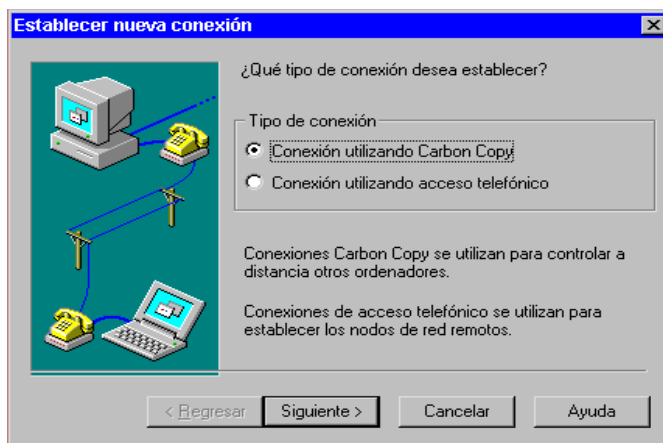 Establecer nueva conexión
¿Qué tipo de conexión desea establecer?
Tipo de conexión
Conexión utilizando Carbon Copy
Conexión utilizando acceso telefónico
Conexiones Carbon Copy se utilizan para controlar a
distancia otros ordenadores.
Conexiones de acceso telefónico se utilizan para
establecer los nodos de red remotos.
< Regresar Siguiente > Cancelar Ayuda